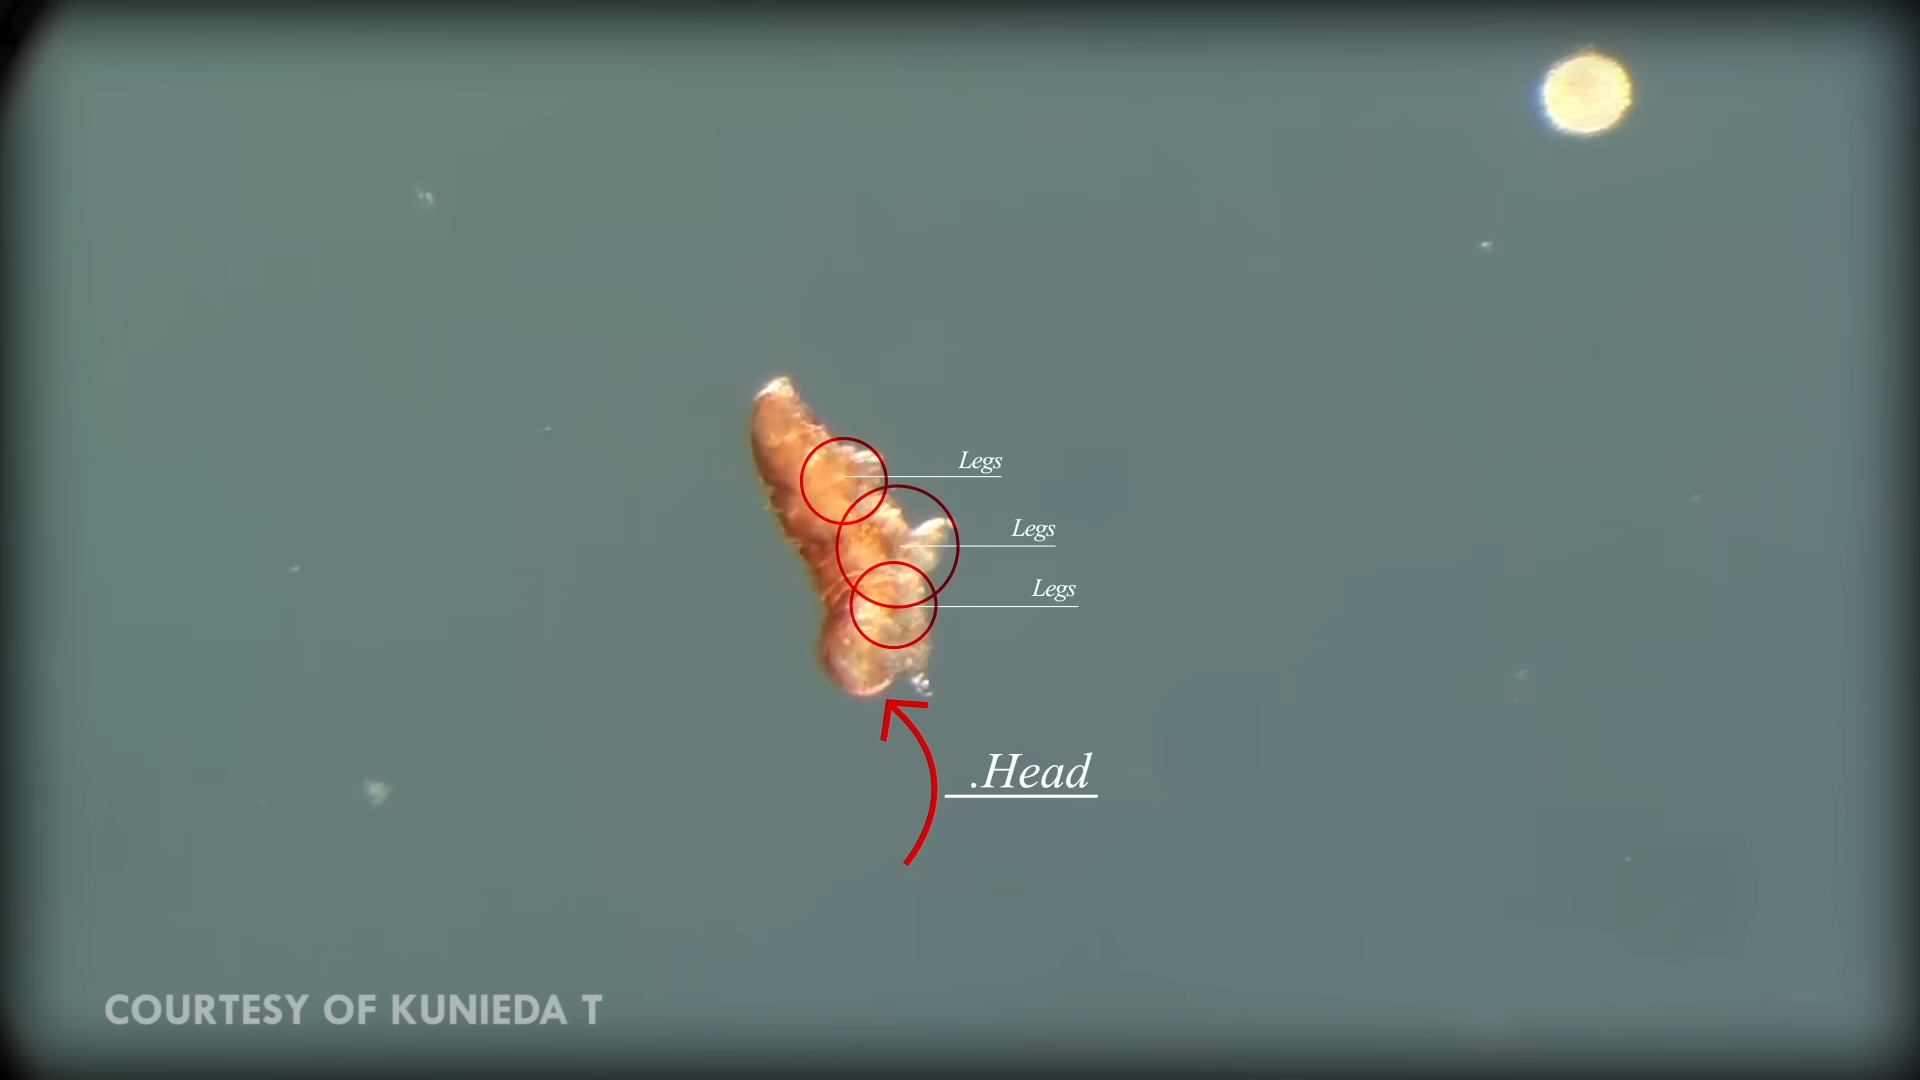 Legs
Legs
Legs
.Head
COURTESY OF KUNIEDA T